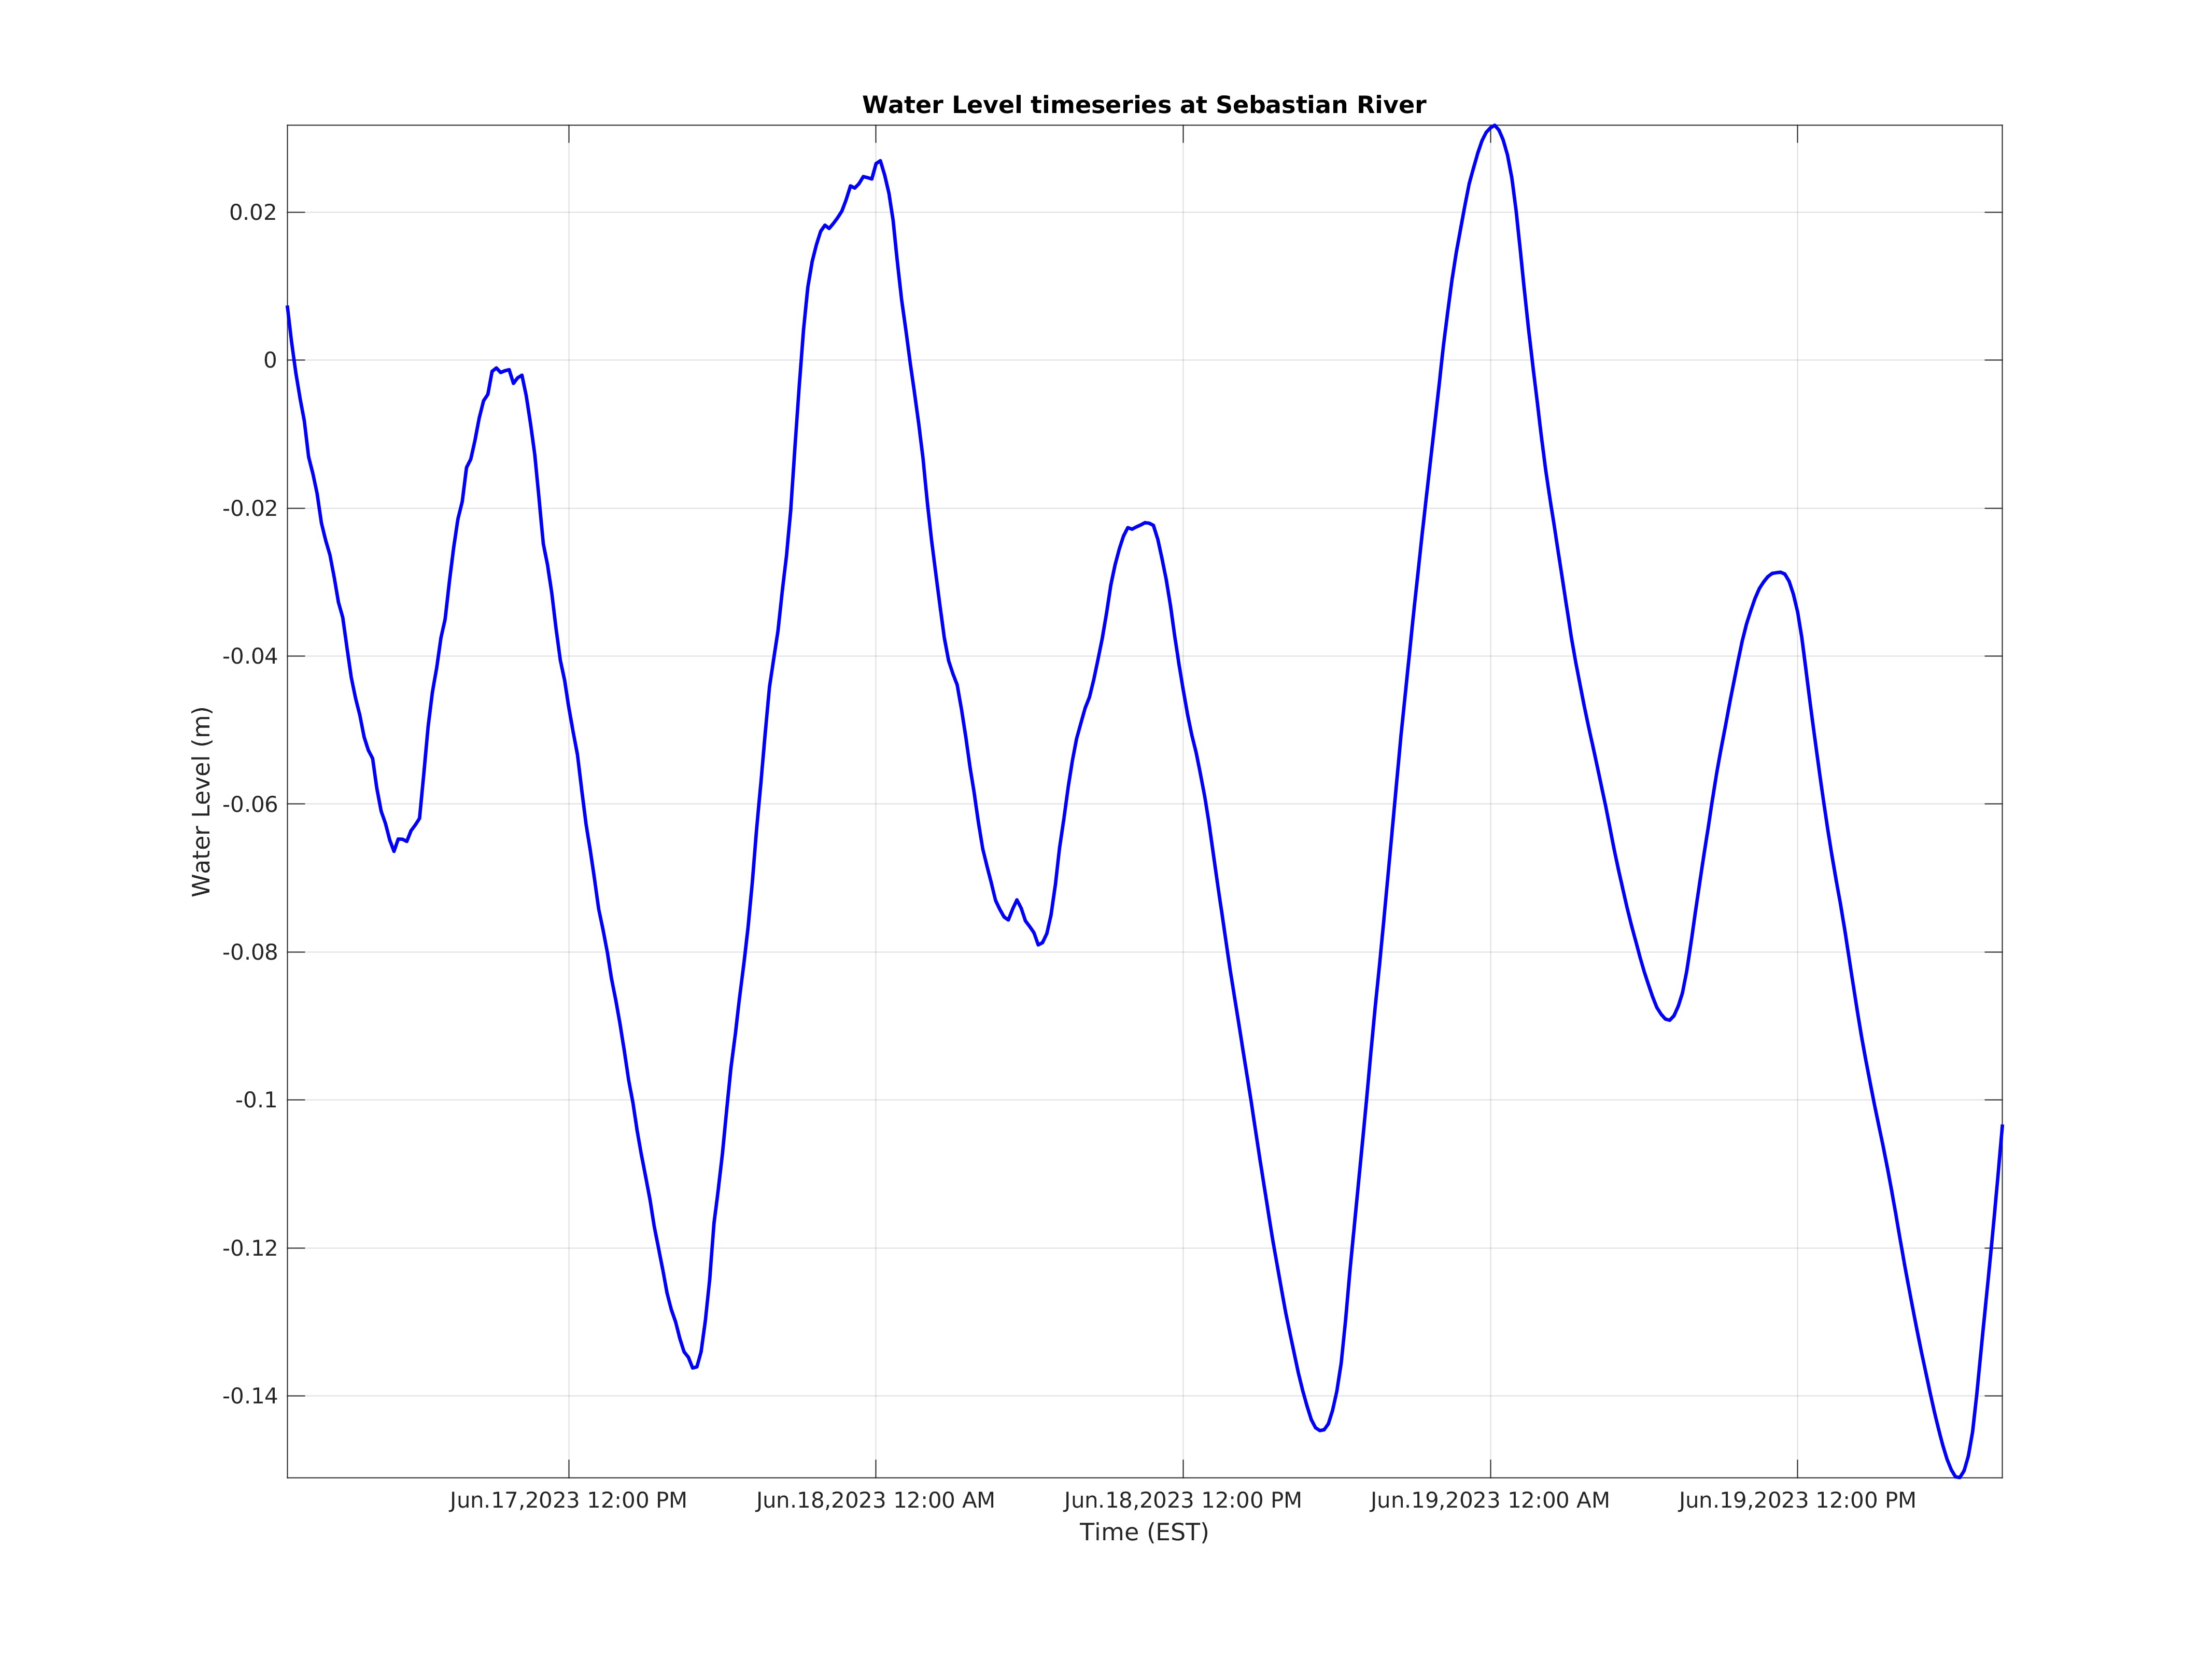 Water Level timeseries at Sebastian River
0.02
0
-0.02
-0.04
-0.06
-0.08
-0.1
-0.12
-0.14
Water Level (m)
Jun.17,2023 12:00 PM
Jun.18,2023 12:00 AM
Jun.18,2023 12:00 PM
Jun.19,2023 12:00 AM
Jun.19,2023 12:00 PM
Time (EST)